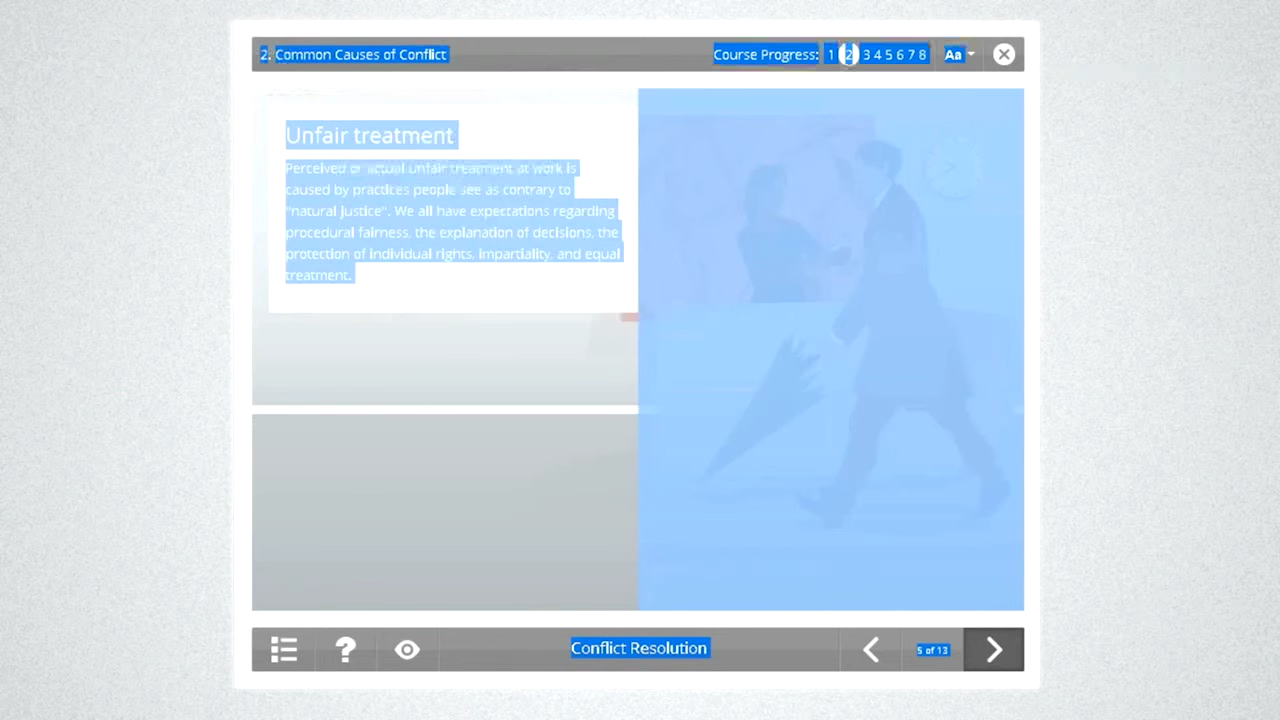 2. Common Causes of Conflict
Course Progress: 1 2 3 4 5 6 7 8
Aa
Unfair treatment
Perceived or actual unfair treatment at work is
caused by practices people see as contrary to
"natural justice". We all have expectations regarding
procedural fairness, the explanation of decisions, the
protection of individual rights, impartiality, and equal
treatment.
?
Conflict Resolution
5 of 13